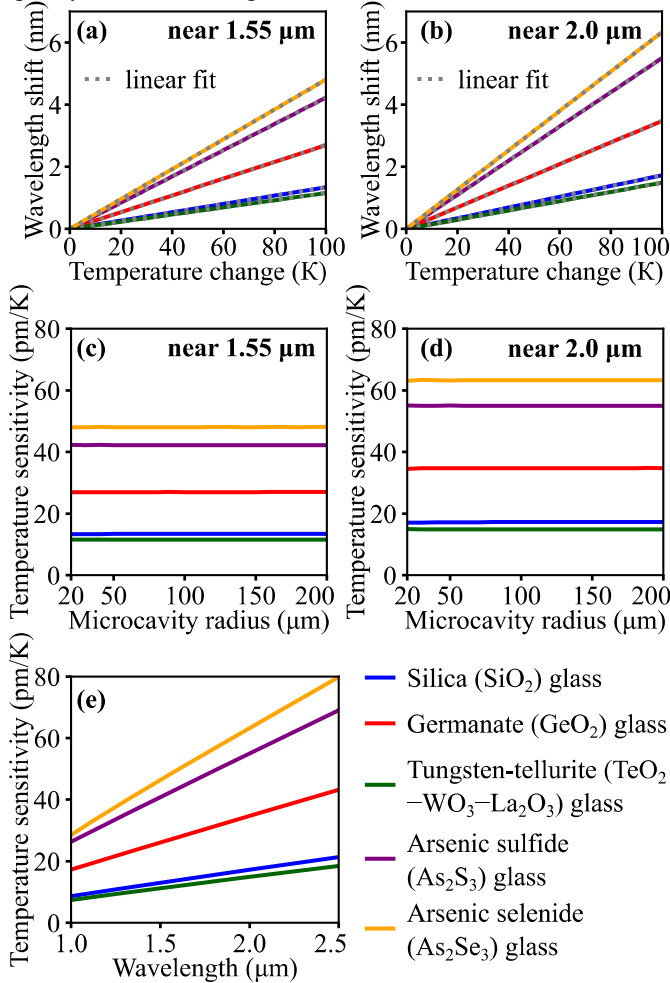 (a) near 1.55 µm
linear fit
Wavelength shift (nm)
6
4
2
0
0 20 40 60 80 100
Temperature change (K)
(b) near 2.0 µm
linear fit
Wavelength shift (nm)
6
4
2
0
0 20 40 60 80 100
Temperature change (K)
(c) near 1.55 µm
Temperature sensitivity (pm/K)
80
60
40
20
0
20 50 100 150 200
Microcavity radius (µm)
(d) near 2.0 µm
Temperature sensitivity (pm/K)
80
60
40
20
0
20 50 100 150 200
Microcavity radius (µm)
(e)
Temperature sensitivity (pm/K)
80
60
40
20
0
1.0 1.5 2.0 2.5
Wavelength (µm)
Silica (SiO₂) glass
Germanate (GeO₂) glass
Tungsten-tellurite (TeO₂
−WO₃−La₂O₃) glass
Arsenic sulfide
(As₂S₃) glass
Arsenic selenide
(As₂Se₃) glass